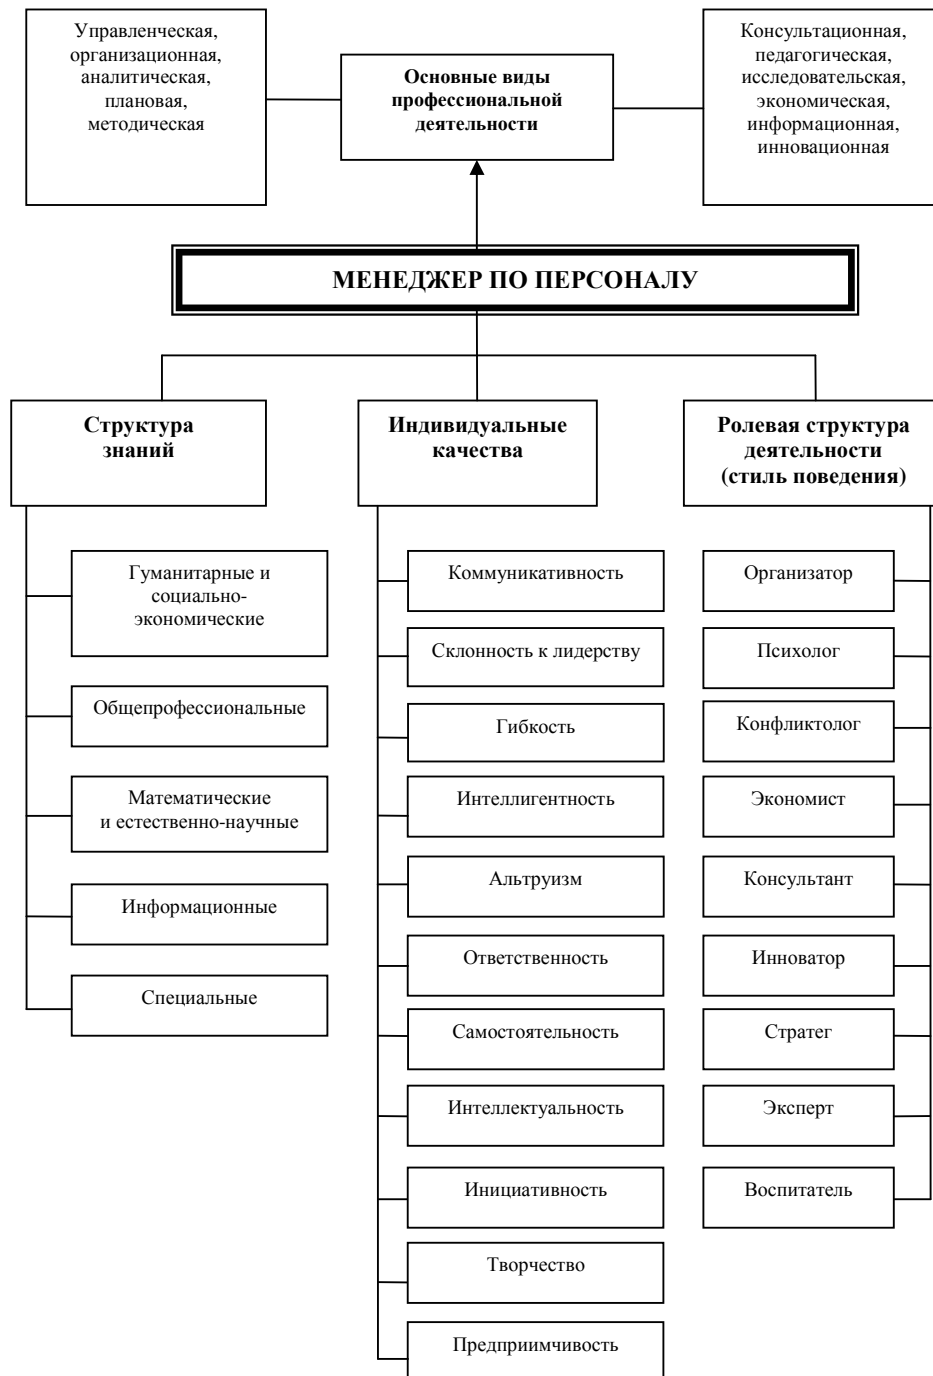 Управленческая,
организационная,
аналитическая,
плановая,
методическая
Основные виды
профессиональной
деятельности
Консультационная,
педагогическая,
исследовательская,
экономическая,
информационная,
инновационная
МЕНЕДЖЕР ПО ПЕРСОНАЛУ
Структура
знаний
Гуманитарные и
социально-
экономические
Общепрофессиональные
Математические
и естественно-научные
Информационные
Специальные
Индивидуальные
качества
Коммуникативность
Склонность к лидерству
Гибкость
Интеллигентность
Альтруизм
Ответственность
Самостоятельность
Интеллектуальность
Инициативность
Творчество
Предприимчивость
Ролевая структура
деятельности
(стиль поведения)
Организатор
Психолог
Конфликтолог
Экономист
Консультант
Инноватор
Стратег
Эксперт
Воспитатель